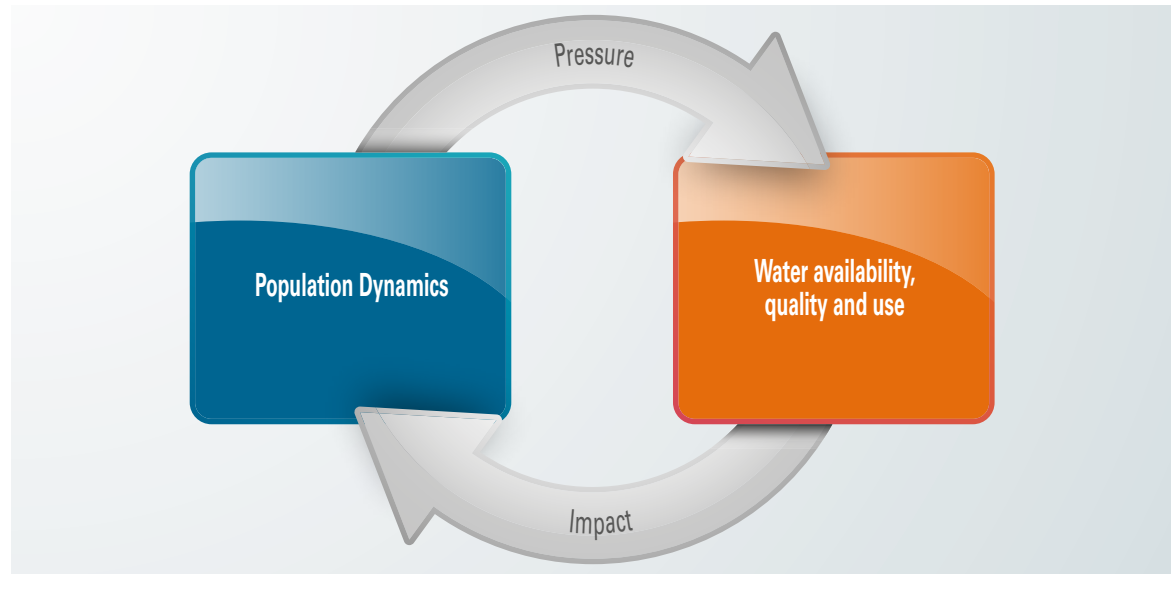 Pressure
Population Dynamics
Water availability,
quality and use
Impact